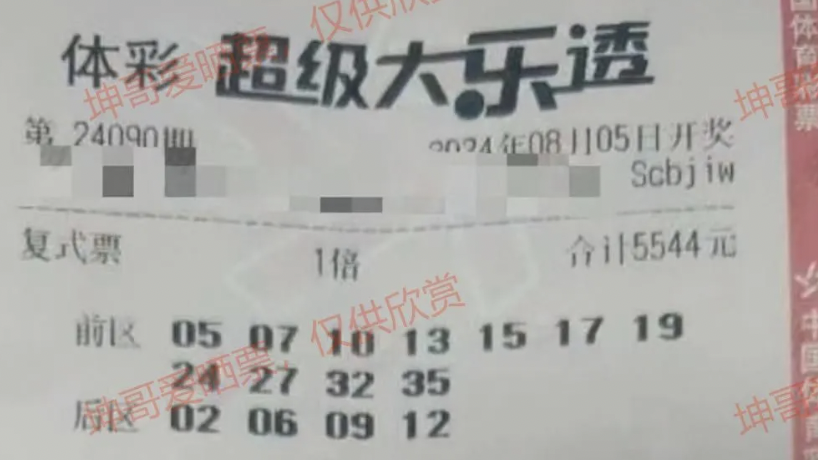 体彩 超级大乐透
第 24090期 2024年08月05日开奖
Scbjiw
复式票 1倍 合计5544元
前区 05 07 10 13 15 17 19
24 27 32 35
后区 02 06 09 12
坤哥爱晒票，仅供欣赏
坤哥爱晒票，仅供欣赏
坤哥
坤哥
国体育彩票
中国体育